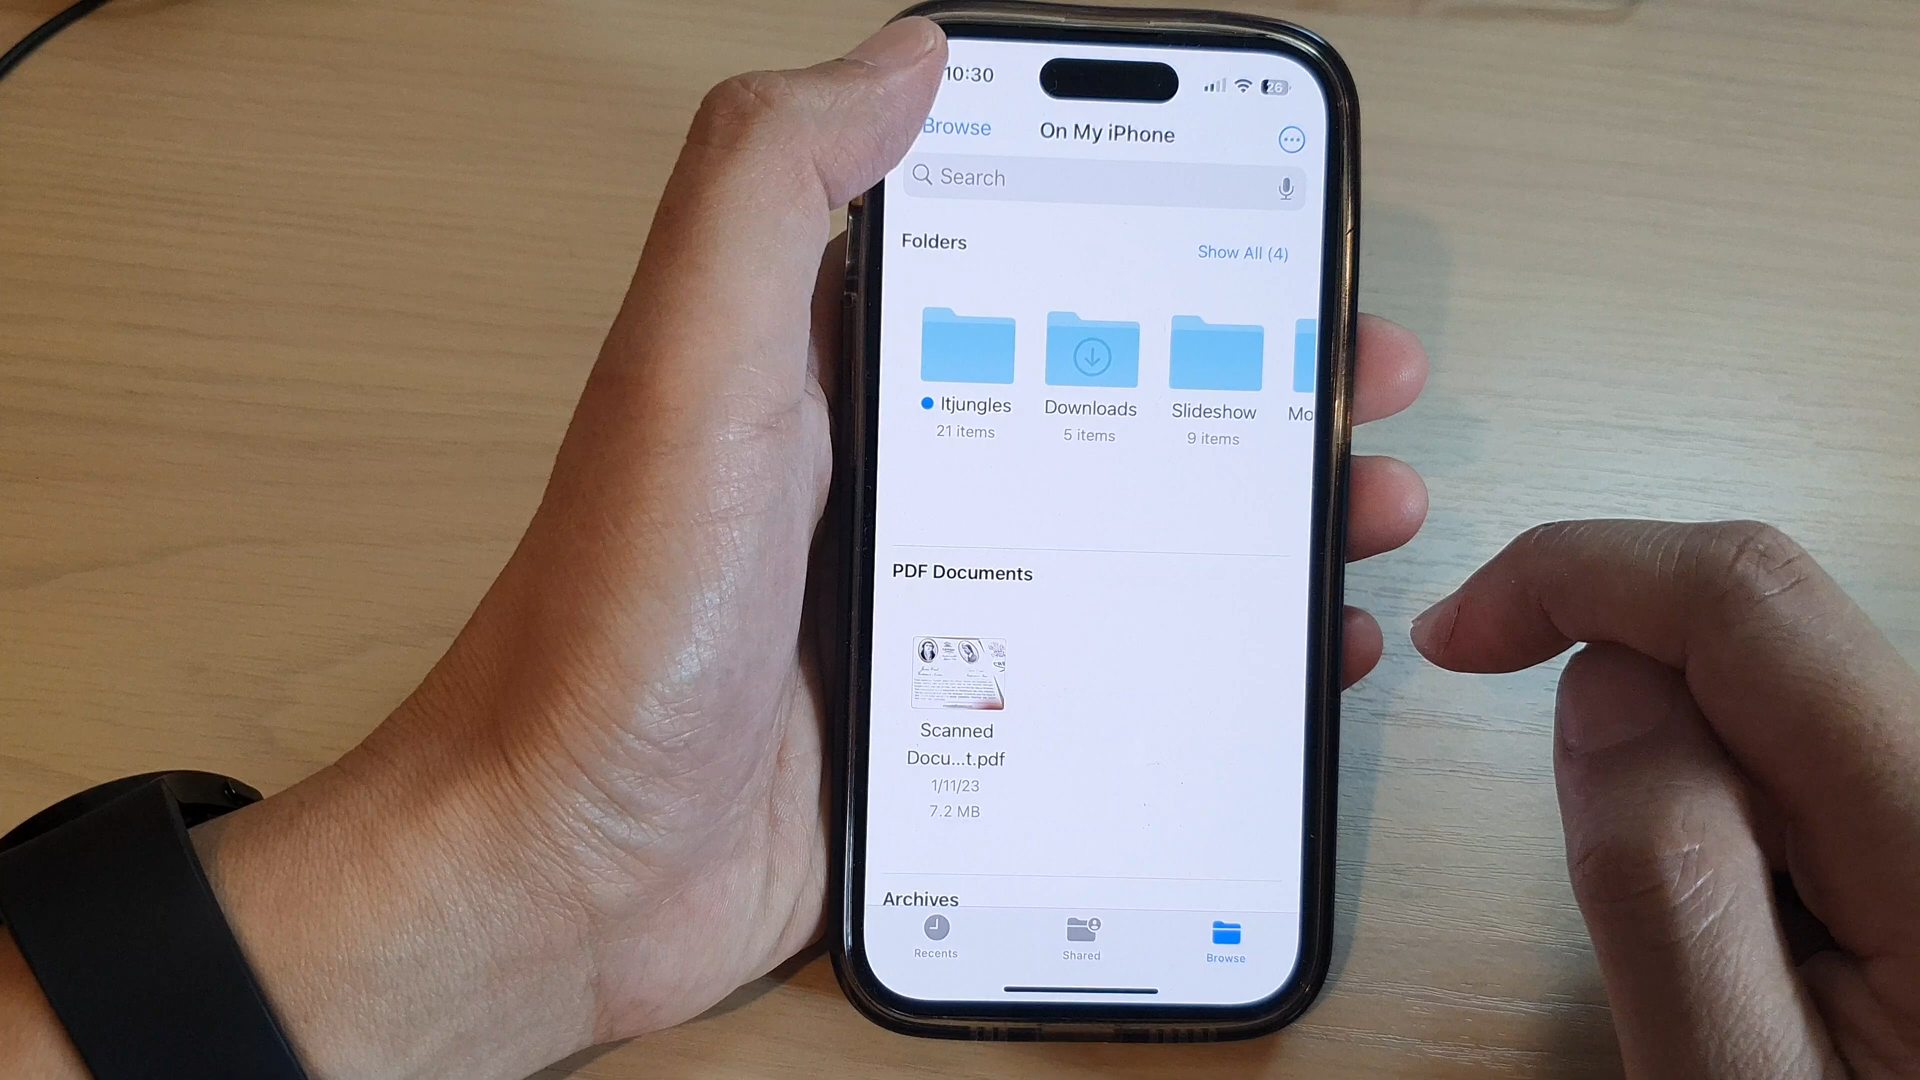 10:30
26
Browse
On My iPhone
Search
Folders
Show All (4)
Itjungles
Downloads
Slideshow
Mo
21 items
5 items
9 items
PDF Documents
Scanned
Docu...t.pdf
1/11/23
7.2 MB
Archives
Recents
Shared
Browse